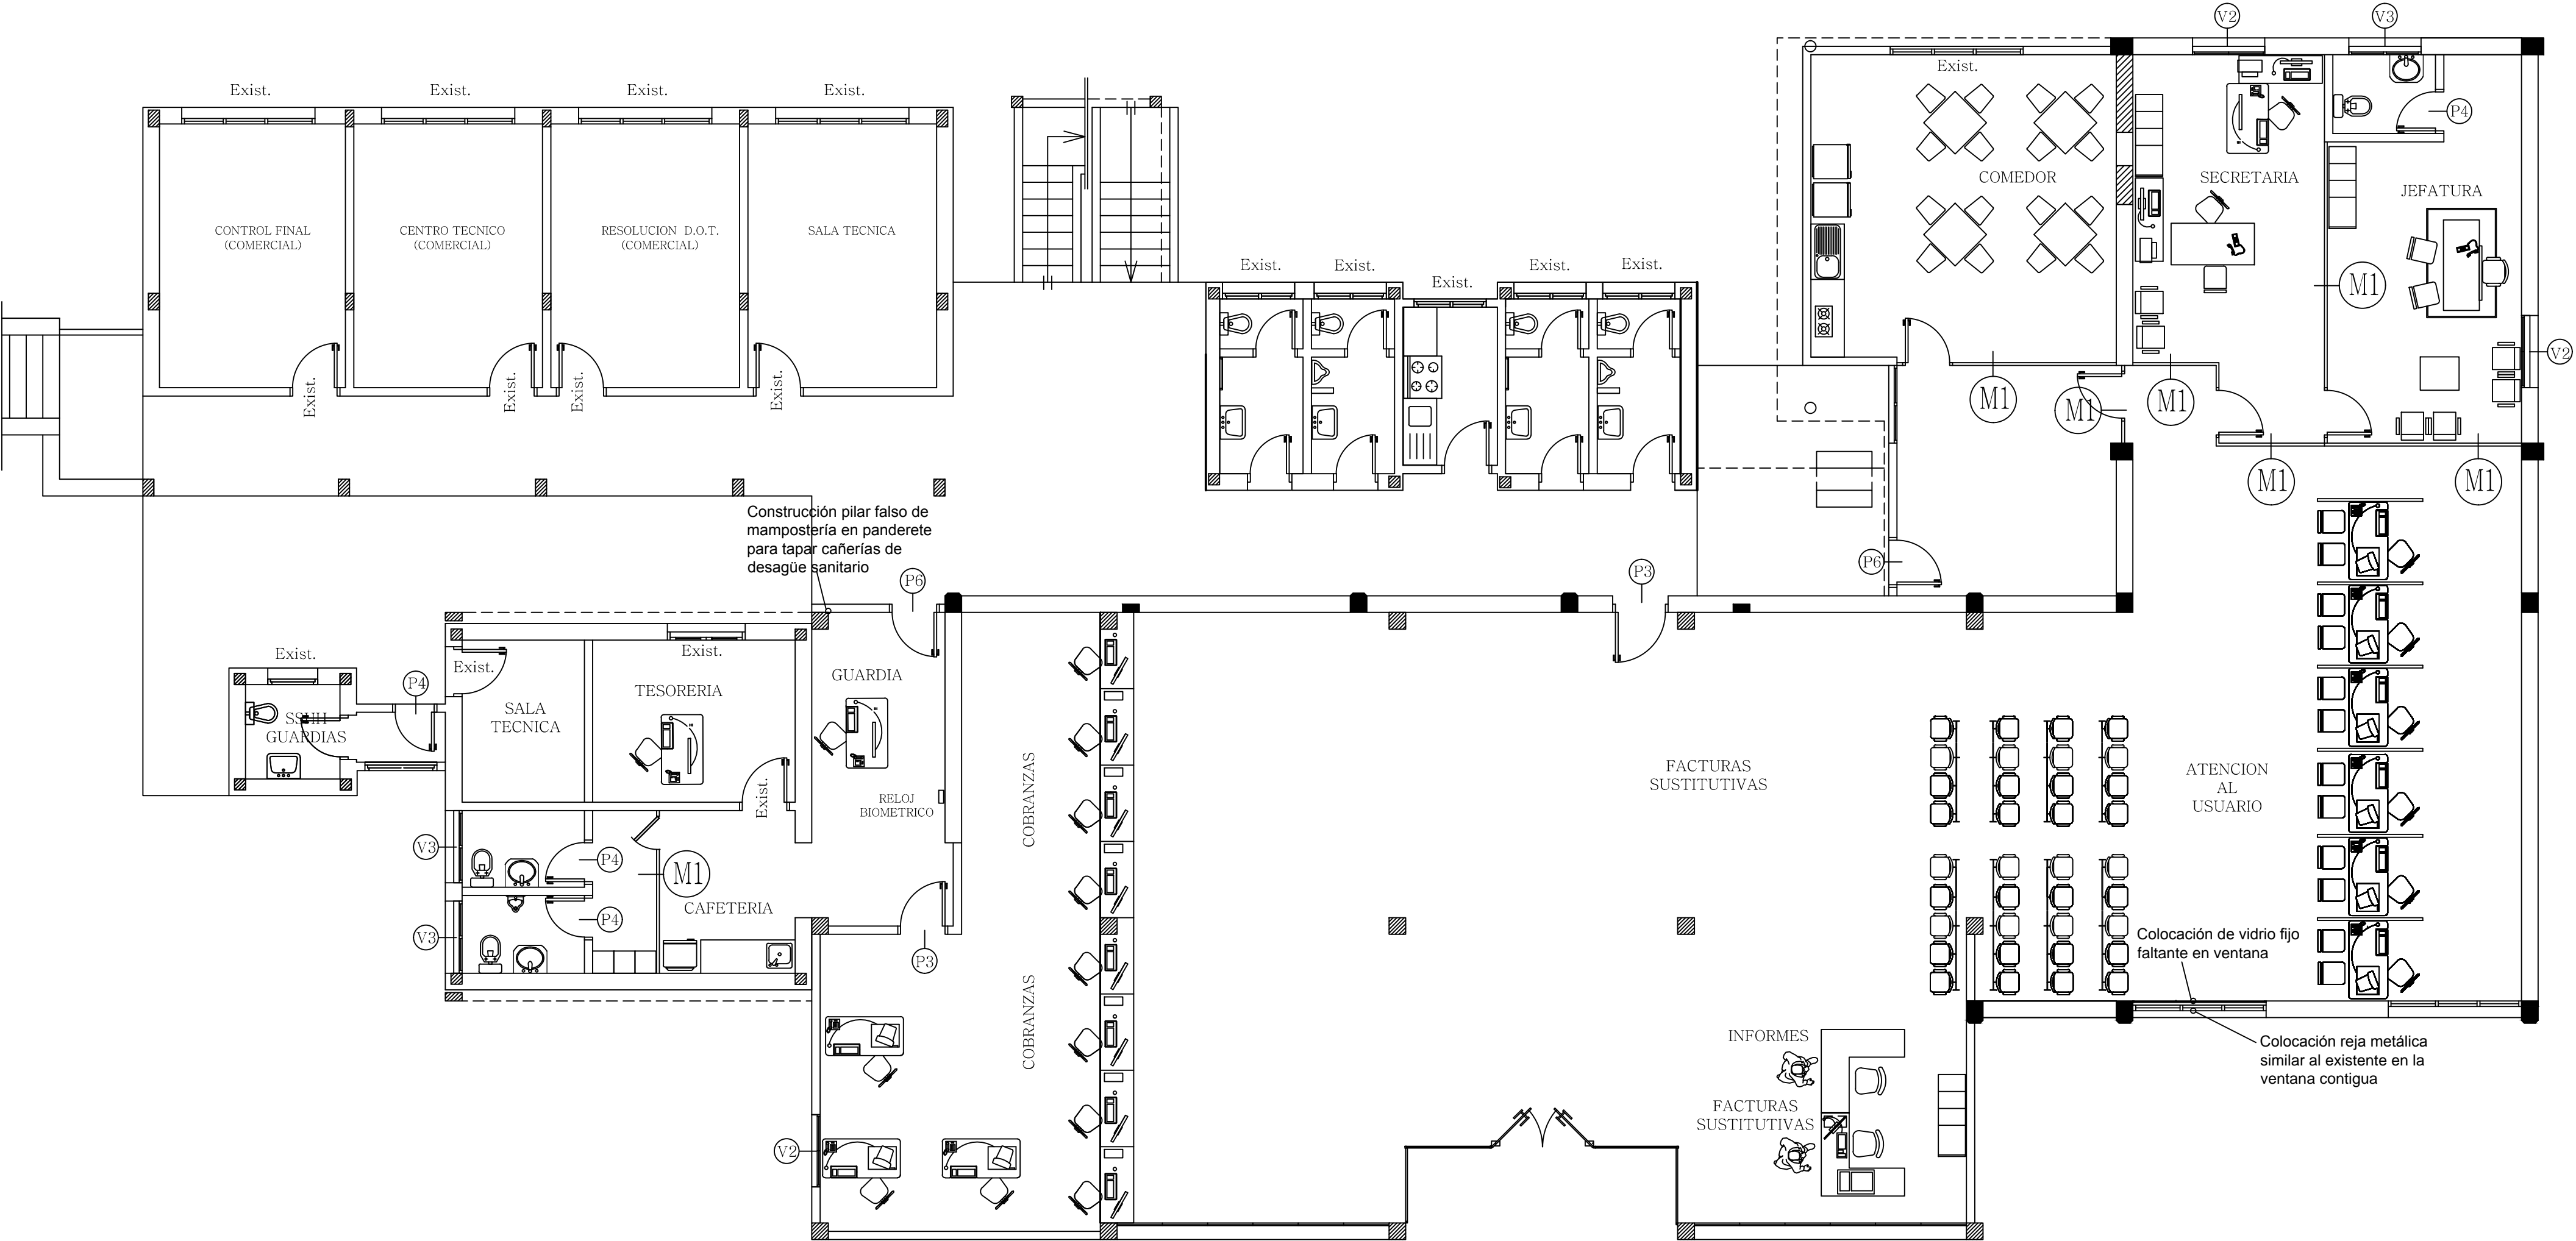 V2
V3
Exist.
Exist.
Exist.
Exist.
Exist.
P4
COMEDOR
SECRETARIA
JEFATURA
CONTROL FINAL
(COMERCIAL)
CENTRO TECNICO
(COMERCIAL)
RESOLUCION D.O.T.
(COMERCIAL)
SALA TECNICA
Exist.
Exist.
Exist.
Exist.
Exist.
M1
V2
Exist.
Exist.
Exist.
Exist.
M1
M1
M1
M1
M1
Construcción pilar falso de
mampostería en panderete
para tapar cañerías de
desagüe sanitario
P6
P3
P6
Exist.
Exist.
Exist.
P4
SSHH
GUARDIAS
SALA
TECNICA
TESORERIA
GUARDIA
Exist.
RELOJ
BIOMETRICO
COBRANZAS
FACTURAS
SUSTITUTIVAS
ATENCION
AL
USUARIO
V3
P4
M1
CAFETERIA
V3
P4
P3
COBRANZAS
Colocación de vidrio fijo
faltante en ventana
INFORMES
Colocación reja metálica
similar al existente en la
ventana contigua
FACTURAS
SUSTITUTIVAS
V2